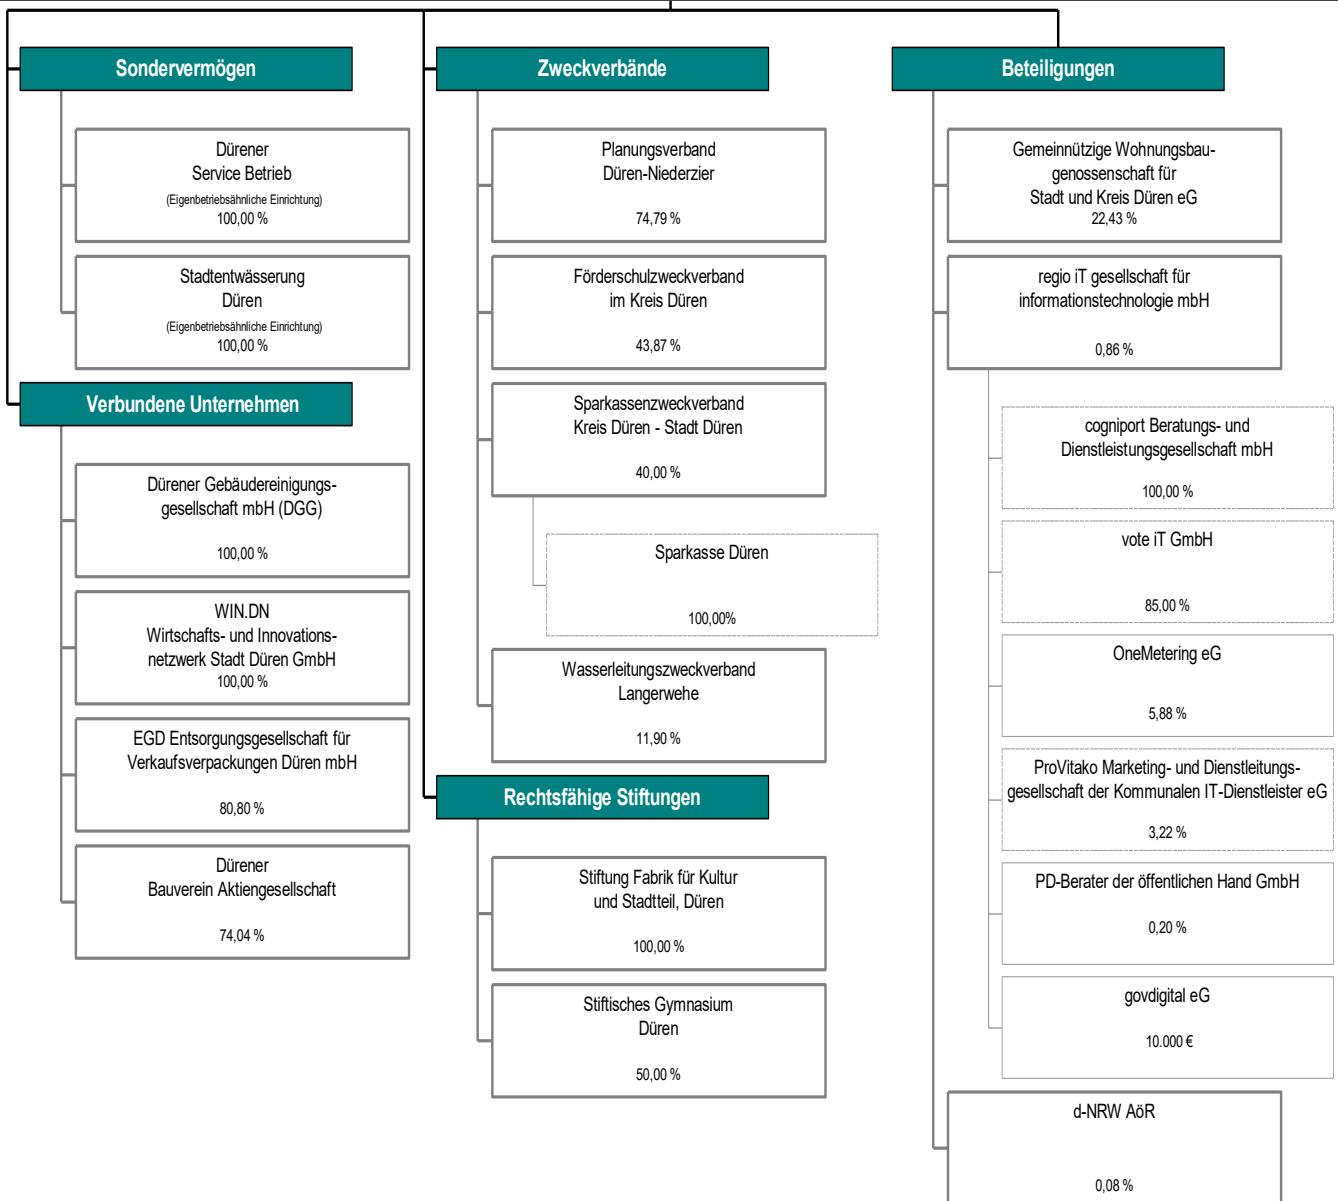 Sondervermögen
Dürener
Service Betrieb
(Eigenbetriebsähnliche Einrichtung)
100,00 %
Stadtentwässerung
Düren
(Eigenbetriebsähnliche Einrichtung)
100,00 %
Verbundene Unternehmen
Dürener Gebäudereinigungs-
gesellschaft mbH (DGG)
100,00 %
WIN.DN
Wirtschafts- und Innovations-
netzwerk Stadt Düren GmbH
100,00 %
EGD Entsorgungsgesellschaft für
Verkaufsverpackungen Düren mbH
80,80 %
Dürener
Bauverein Aktiengesellschaft
74,04 %
Zweckverbände
Planungsverband
Düren-Niederzier
74,79 %
Förderschulzweckverband
im Kreis Düren
43,87 %
Sparkassenzweckverband
Kreis Düren - Stadt Düren
40,00 %
Sparkasse Düren
100,00%
Wasserleitungszweckverband
Langerwehe
11,90 %
Rechtsfähige Stiftungen
Stiftung Fabrik für Kultur
und Stadtteil, Düren
100,00 %
Stiftisches Gymnasium
Düren
50,00 %
Beteiligungen
Gemeinnützige Wohnungsbau-
genossenschaft für
Stadt und Kreis Düren eG
22,43 %
regio iT gesellschaft für
informationstechnologie mbH
0,86 %
cogniport Beratungs- und
Dienstleistungsgesellschaft mbH
100,00 %
vote iT GmbH
85,00 %
OneMetering eG
5,88 %
ProVitako Marketing- und Dienstleitungs-
gesellschaft der Kommunalen IT-Dienstleister eG
3,22 %
PD-Berater der öffentlichen Hand GmbH
0,20 %
govdigital eG
10.000 €
d-NRW AöR
0,08 %